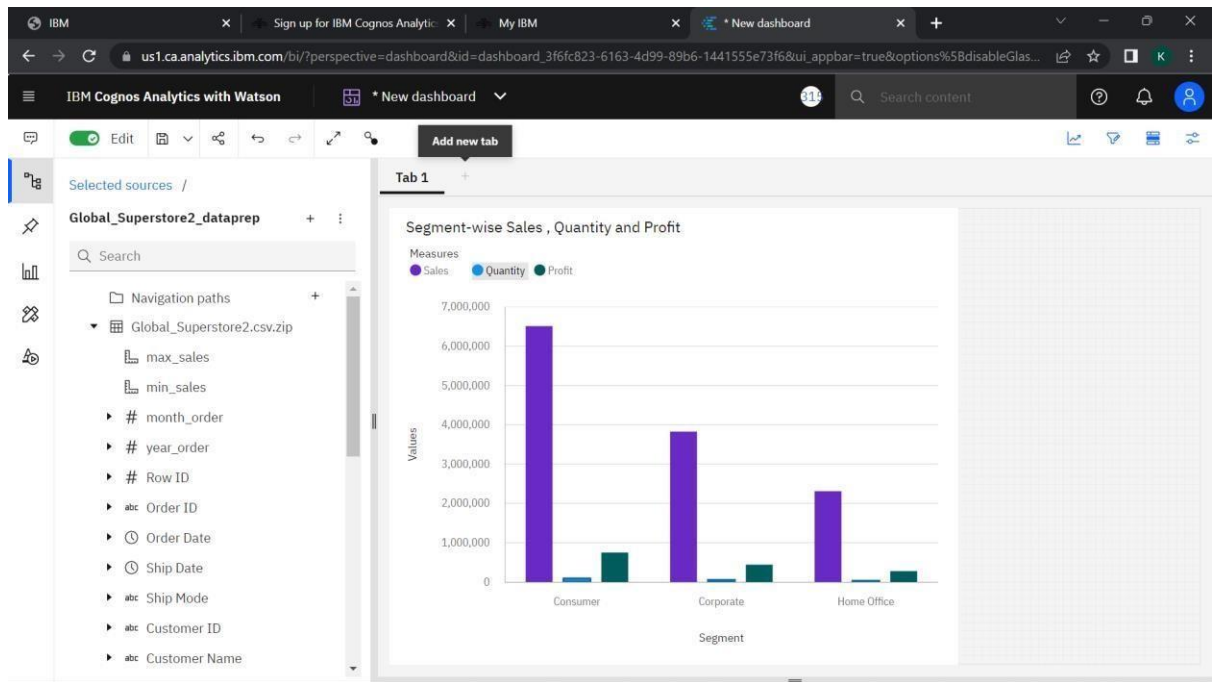 IBM
Sign up for IBM Cognos Analytic
My IBM
* New dashboard
us1.ca.analytics.ibm.com/bi/?perspective=dashboard&id=dashboard_3f6fc823-6163-4d99-89b6-1441555e73f6&ui_appbar=true&options%5BdisableGlas...
K
IBM Cognos Analytics with Watson
* New dashboard
315
Search content
Edit
Add new tab
Selected sources /
Tab 1
Global_Superstore2_dataprep
Search
Navigation paths
Global_Superstore2.csv.zip
max_sales
min_sales
# month_order
# year_order
# Row ID
abc Order ID
Order Date
Ship Date
abc Ship Mode
abc Customer ID
abc Customer Name
Segment-wise Sales , Quantity and Profit
Measures
Sales Quantity Profit
Values
7,000,000
6,000,000
5,000,000
4,000,000
3,000,000
2,000,000
1,000,000
0
Consumer Corporate Home Office
Segment